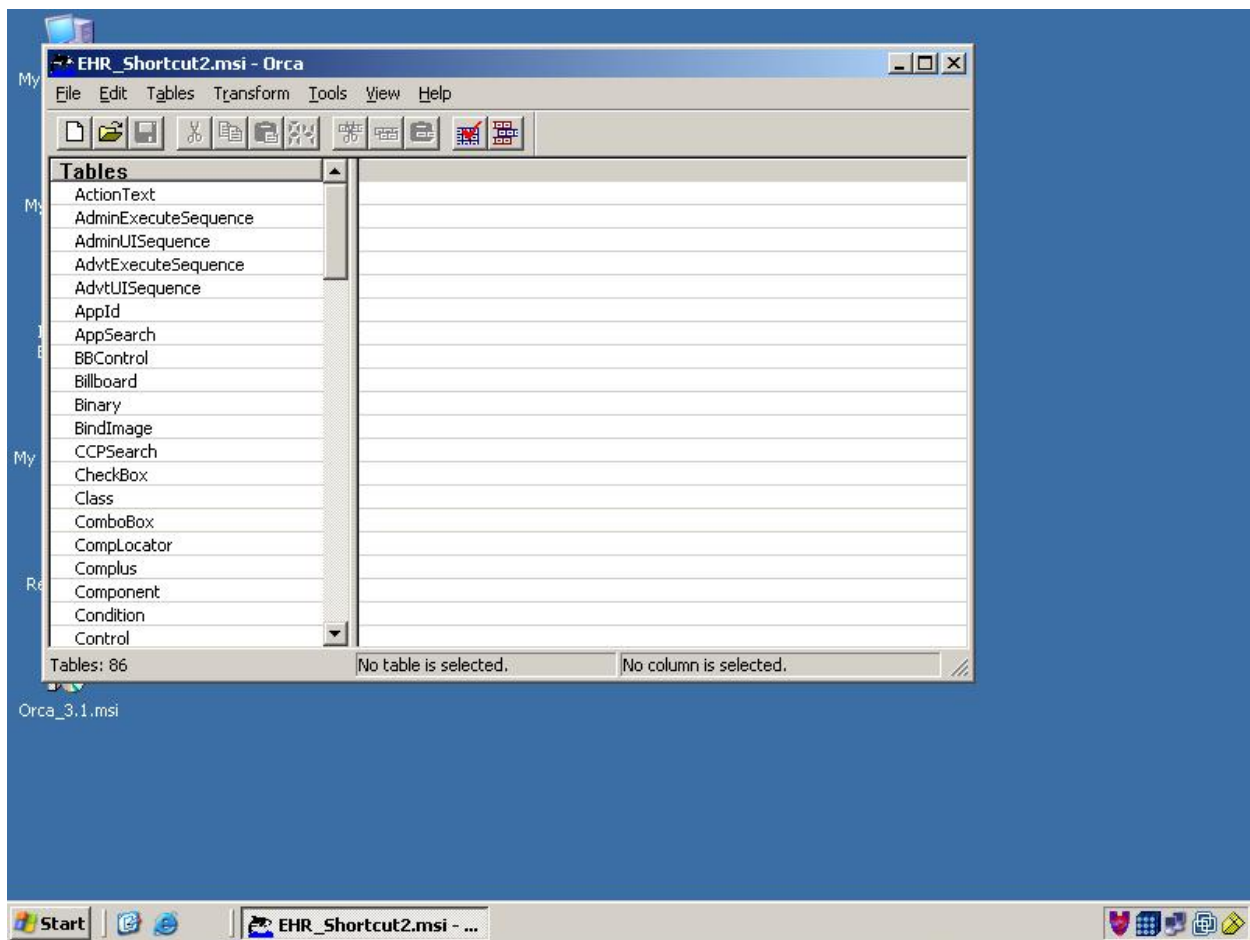 EHR_Shortcut2.msi - Orca
My
File Edit Tables Transform Tools View Help
Tables
ActionText
My
AdminExecuteSequence
AdminUISequence
AdvtExecuteSequence
AdvtUISequence
AppId
AppSearch
BBControl
Billboard
Binary
BindImage
CCPSearch
My
CheckBox
Class
ComboBox
CompLocator
Complus
Component
Condition
Control
Tables: 86 No table is selected. No column is selected.
Orca_3.1.msi
Start EHR_Shortcut2.msi - ...